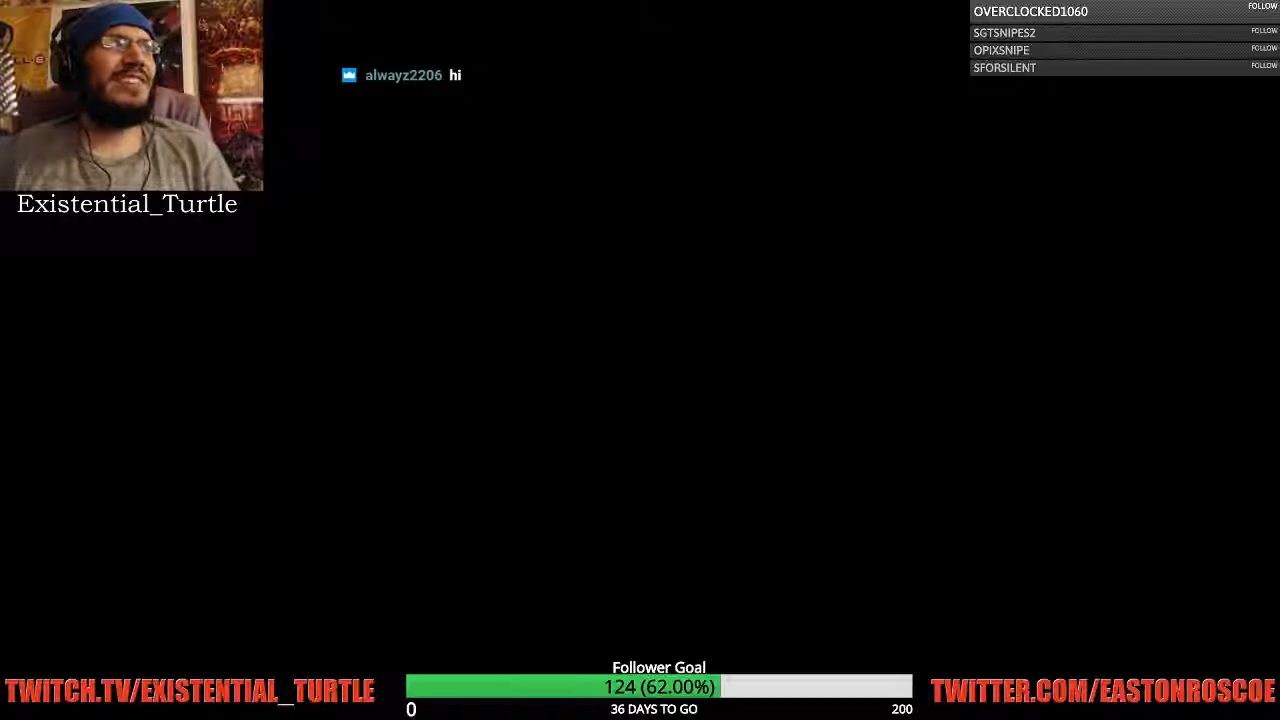 OVERCLOCKED1060 FOLLOW
SGTSNIPES2 FOLLOW
OPIXSNIPE FOLLOW
SFORSILENT FOLLOW
alwayz2206 hi
Existential_Turtle
Follower Goal
124 (62.00%)
0 36 DAYS TO GO 200
TWITCH.TV/EXISTENTIAL_TURTLE
TWITTER.COM/EASTONROSCOE